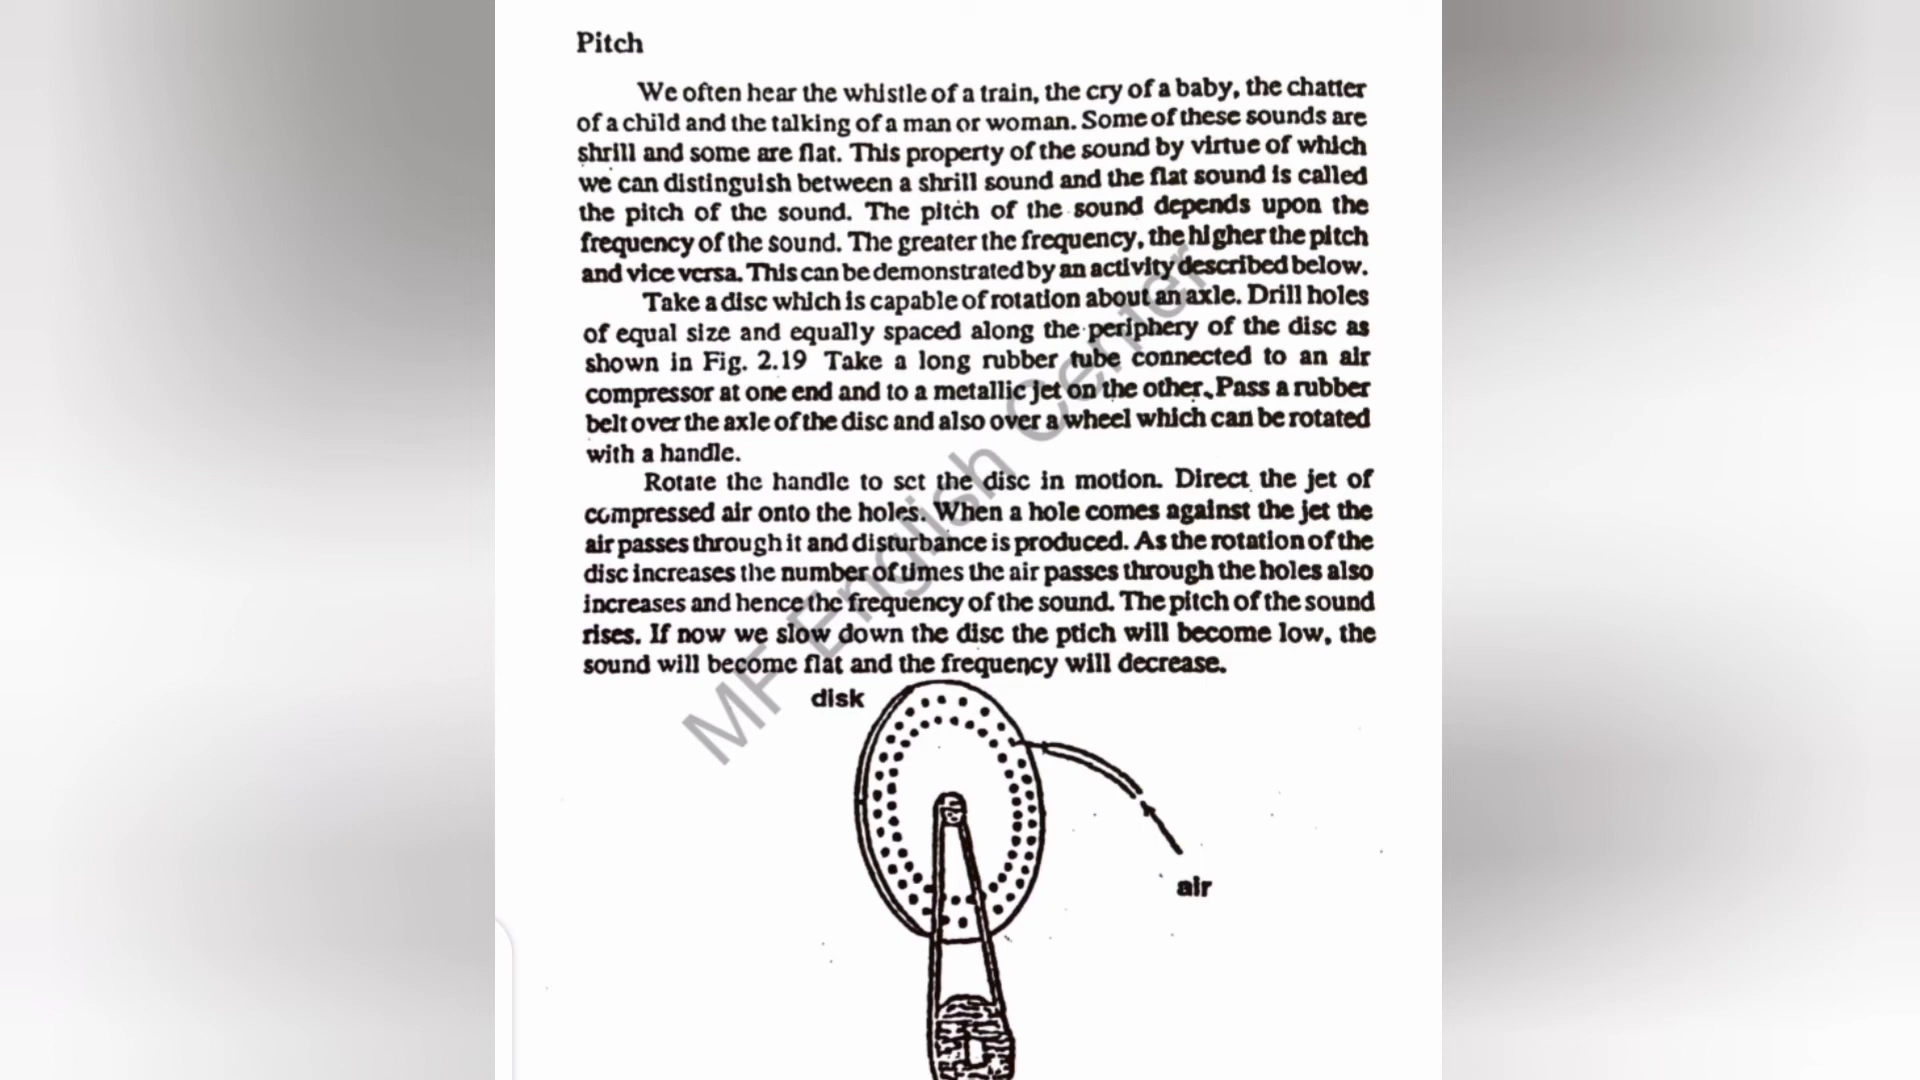 Pitch
We often hear the whistle of a train, the cry of a baby, the chatter
of a child and the talking of a man or woman. Some of these sounds are
shrill and some are flat. This property of the sound by virtue of which
we can distinguish between a shrill sound and the flat sound is called
the pitch of the sound. The pitch of the sound depends upon the
frequency of the sound. The greater the frequency, the higher the pitch
and vice versa. This can be demonstrated by an activity described below.
Take a disc which is capable of rotation about an axle. Drill holes
of equal size and equally spaced along the periphery of the disc as
shown in Fig. 2.19 Take a long rubber tube connected to an air
compressor at one end and to a metallic jet on the other. Pass a rubber
belt over the axle of the disc and also over a wheel which can be rotated
with a handle.
Rotate the handle to set the disc in motion. Direct the jet of
compressed air onto the holes. When a hole comes against the jet the
air passes through it and disturbance is produced. As the rotation of the
disc increases the number of times the air passes through the holes also
increases and hence the frequency of the sound. The pitch of the sound
rises. If now we slow down the disc the ptich will become low, the
sound will become flat and the frequency will decrease.
disk
air
MF English Center